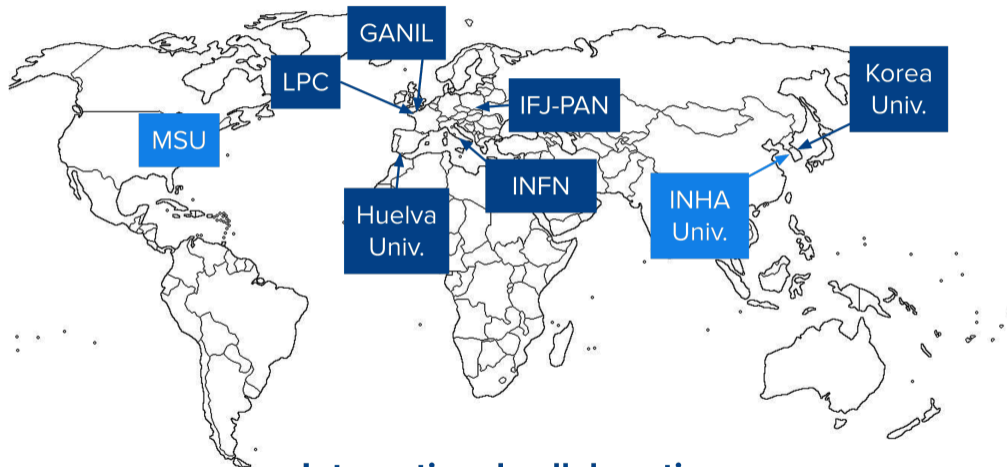 GANIL
LPC
IFJ-PAN
Korea
Univ.
MSU
INFN
INHA
Univ.
Huelva
Univ.